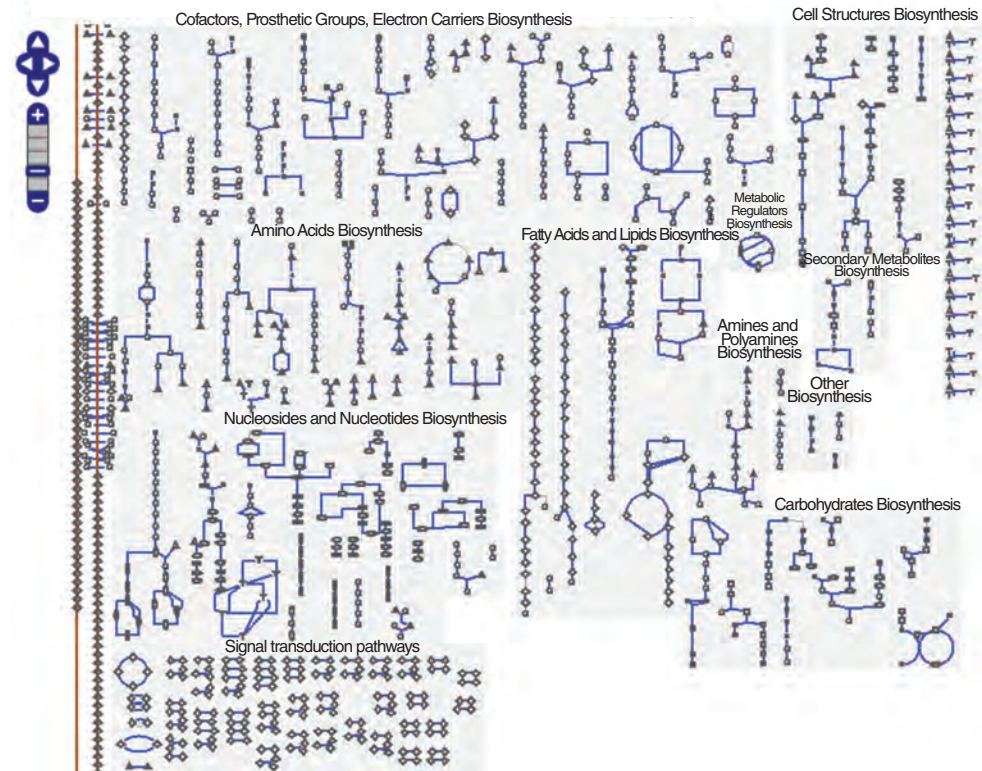 Cofactors, Prosthetic Groups, Electron Carriers Biosynthesis
Cell Structures Biosynthesis
Metabolic
Regulators
Biosynthesis
Amino Acids Biosynthesis
Fatty Acids and Lipids Biosynthesis
Secondary Metabolites
Biosynthesis
Amines and
Polyamines
Biosynthesis
Other
Biosynthesis
Nucleosides and Nucleotides Biosynthesis
Carbohydrates Biosynthesis
Signal transduction pathways